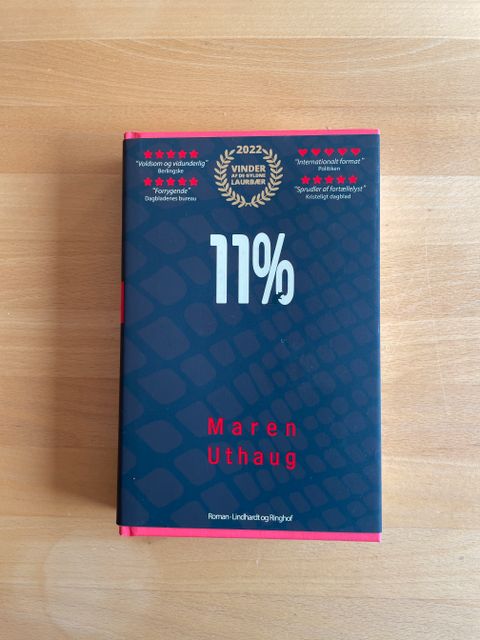 2022
VINDER
AF DE GYLDNE
LAURBÆR
"Voldsom og vidunderlig"
Berlingske
"Forrygende"
Dagbladenes bureau
"Internationalt format"
Politiken
"Sprudler af fortællelyst"
Kristeligt dagblad
11%
Maren
Uthaug
Roman · Lindhardt og Ringhof